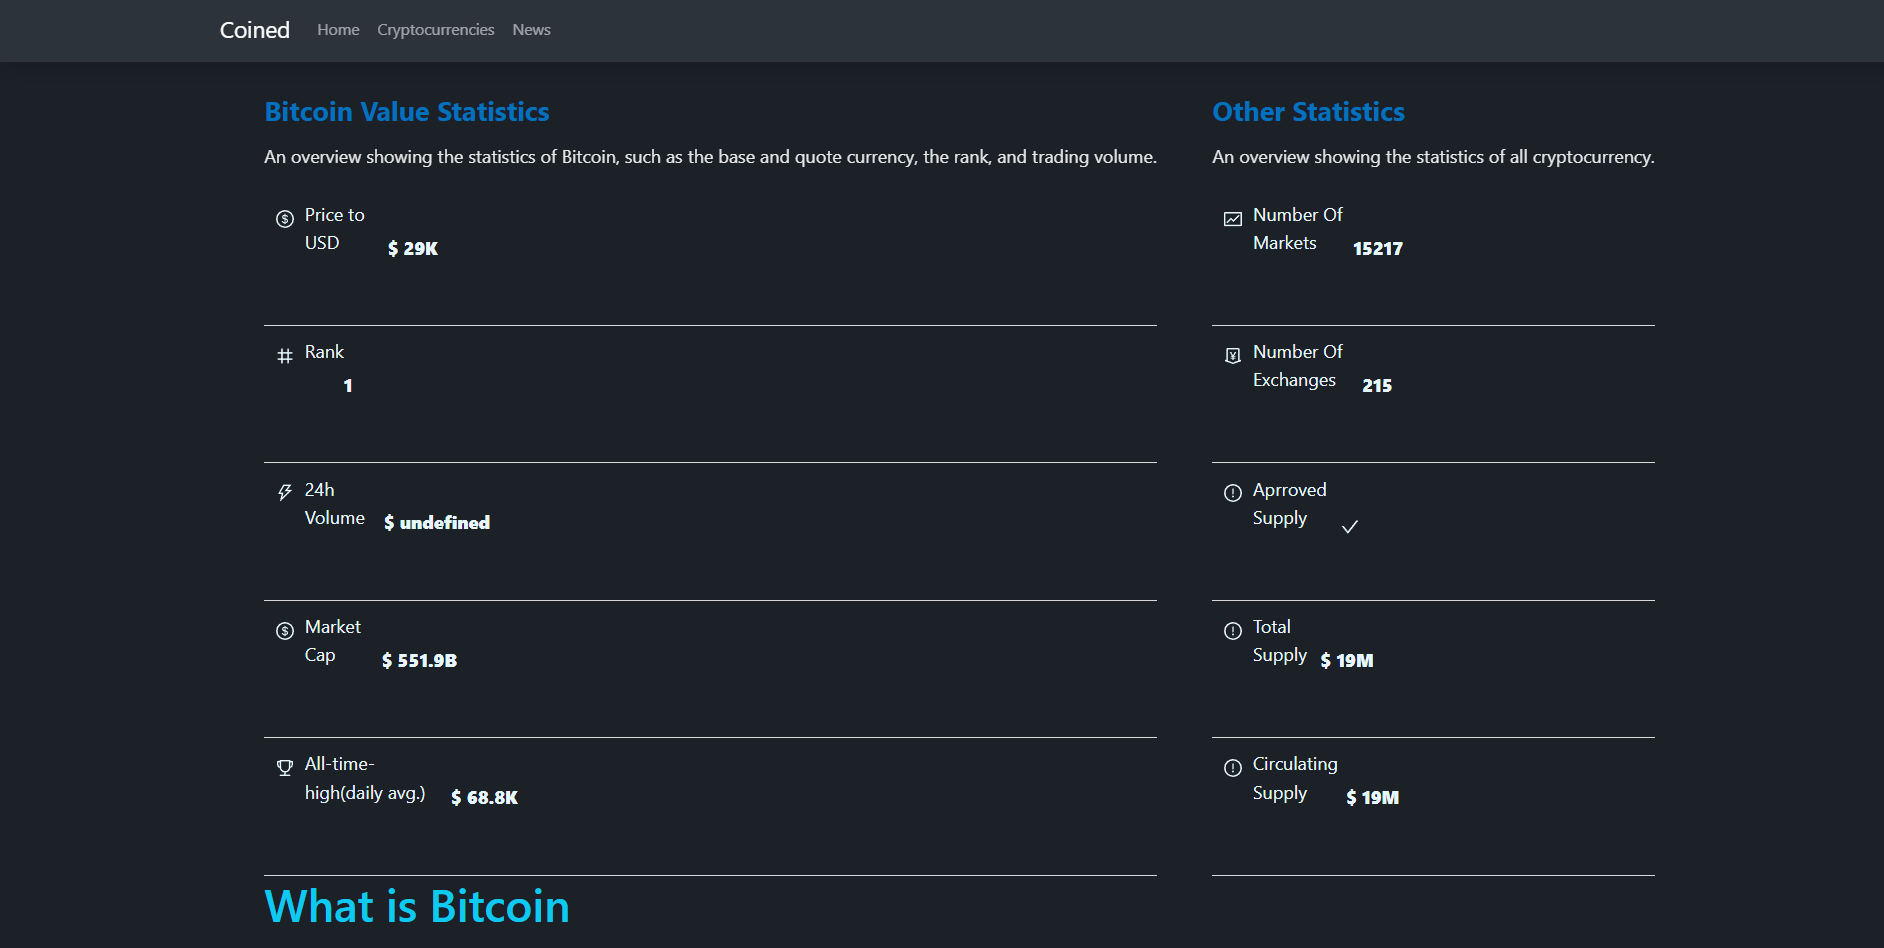 Coined Home Cryptocurrencies News
Bitcoin Value Statistics
An overview showing the statistics of Bitcoin, such as the base and quote currency, the rank, and trading volume.
Price to
USD
$ 29K
Rank
1
24h
Volume
$ undefined
Market
Cap
$ 551.9B
All-time-
high(daily avg.)
$ 68.8K
Other Statistics
An overview showing the statistics of all cryptocurrency.
Number Of
Markets
15217
Number Of
Exchanges
215
Aprroved
Supply
Total
Supply
$ 19M
Circulating
Supply
$ 19M
What is Bitcoin